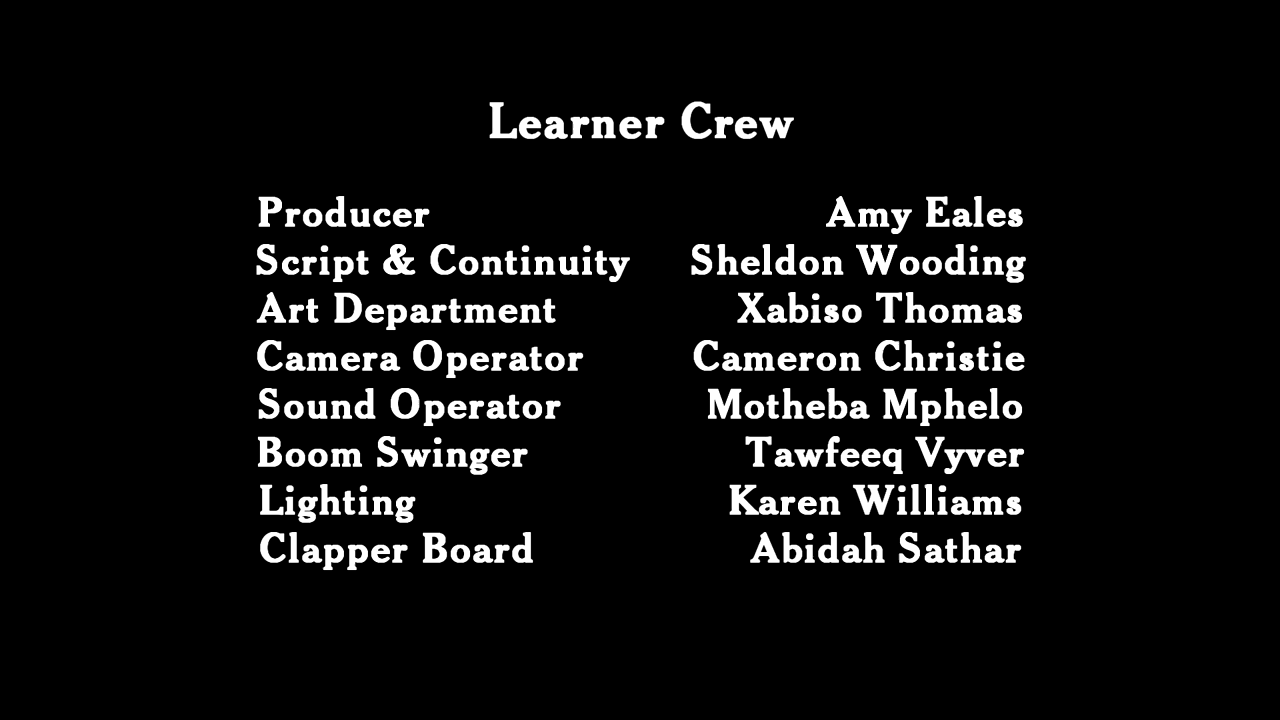 Learner Crew
Producer Amy Eales
Script & Continuity Sheldon Wooding
Art Department Xabiso Thomas
Camera Operator Cameron Christie
Sound Operator Motheba Mphelo
Boom Swinger Tawfeeq Vyver
Lighting Karen Williams
Clapper Board Abidah Sathar